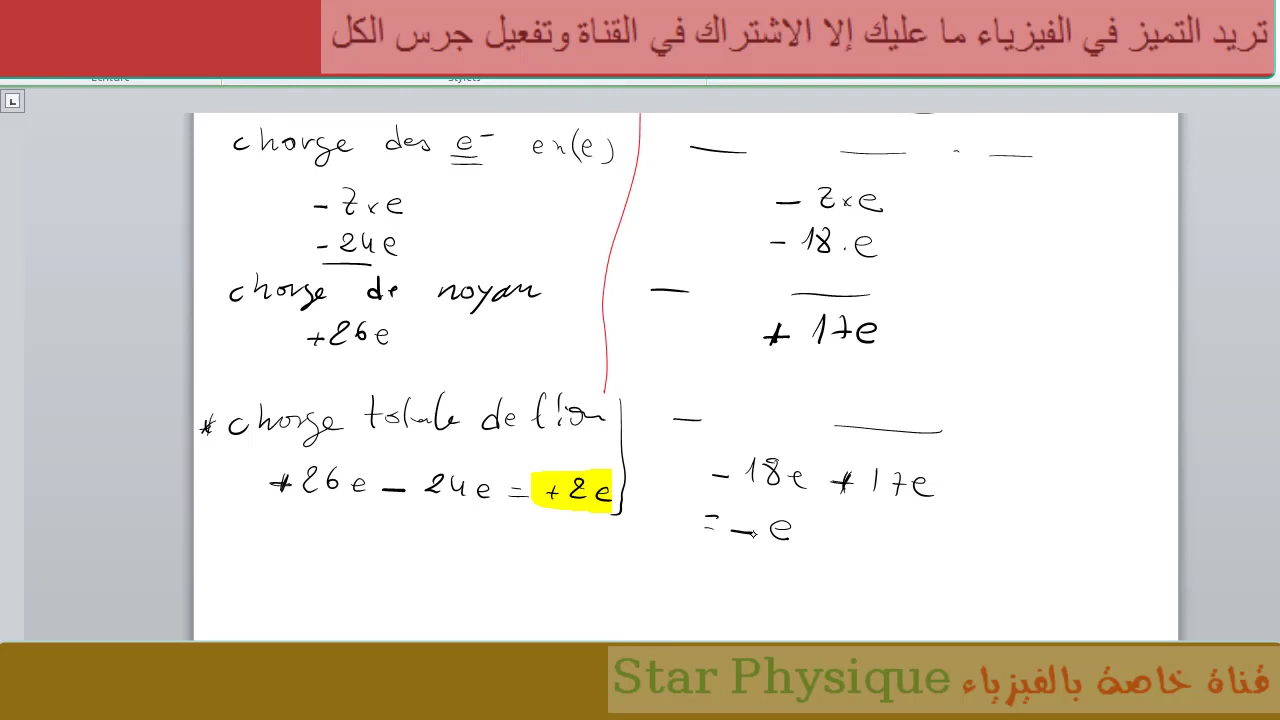 تريد التميز في الفيزياء ما عليك إلا الاشتراك في القناة وتفعيل جرس الكل
charge des e⁻ en(e)
- Z×e
- Z×e
- 24e
- 18.e
charge de noyau
+26e
+ 17e
* charge totale de l'ion
+26e - 24e = +2e
- 18e + 17e
= - e
Star Physique قناة خاصة بالفيزياء